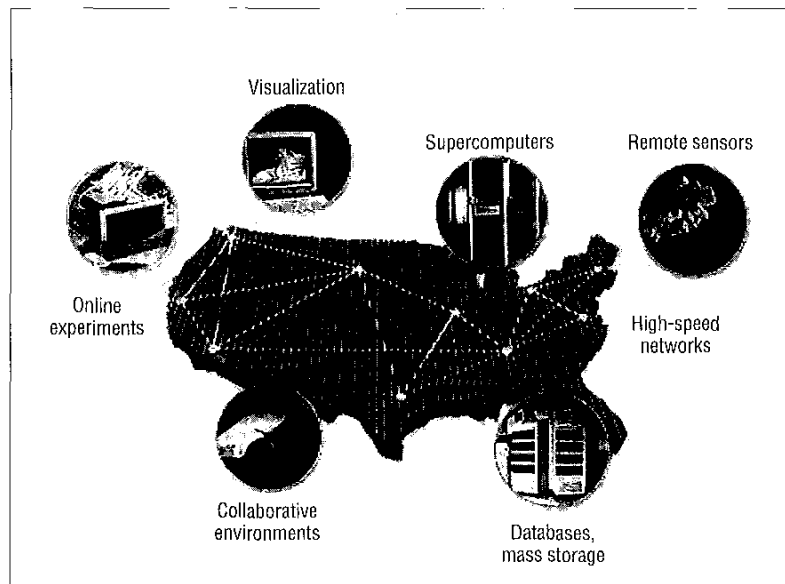 Visualization
Supercomputers
Remote sensors
Online
experiments
High-speed
networks
Collaborative
environments
Databases,
mass storage